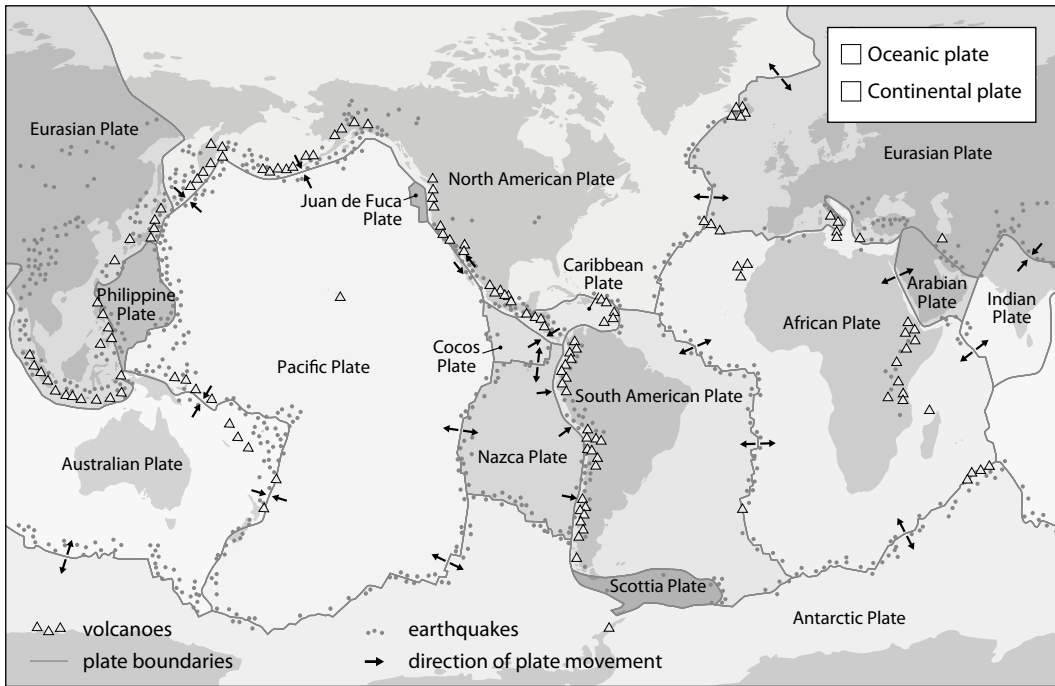 Oceanic plate
Continental plate
Eurasian Plate
Eurasian Plate
North American Plate
Juan de Fuca
Plate
Caribbean
Plate
Philippine
Plate
Arabian
Plate
Indian
Plate
African Plate
Cocos
Plate
Pacific Plate
South American Plate
Nazca Plate
Australian Plate
Scottia Plate
Antarctic Plate
volcanoes
earthquakes
plate boundaries
direction of plate movement